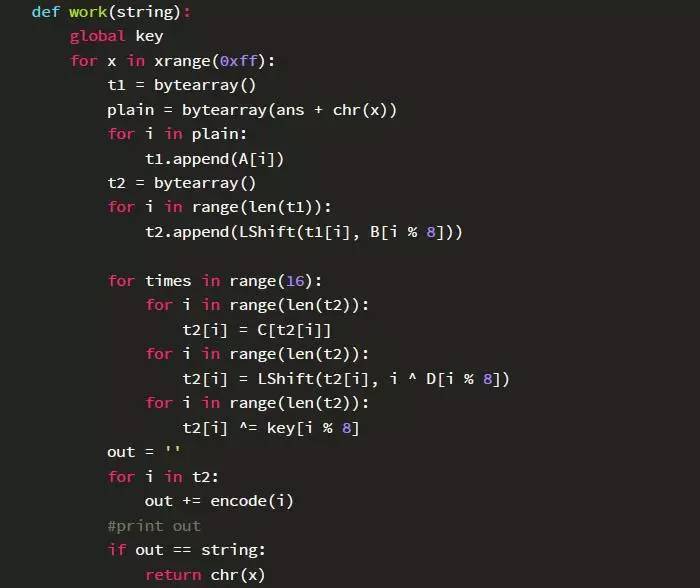 def work(string):
    global key
    for x in xrange(0xff):
        t1 = bytearray()
        plain = bytearray(ans + chr(x))
        for i in plain:
            t1.append(A[i])
        t2 = bytearray()
        for i in range(len(t1)):
            t2.append(LShift(t1[i], B[i % 8]))

        for times in range(16):
            for i in range(len(t2)):
                t2[i] = C[t2[i]]
            for i in range(len(t2)):
                t2[i] = LShift(t2[i], i ^ D[i % 8])
            for i in range(len(t2)):
                t2[i] ^= key[i % 8]
        out = ''
        for i in t2:
            out += encode(i)
        #print out
        if out == string:
            return chr(x)